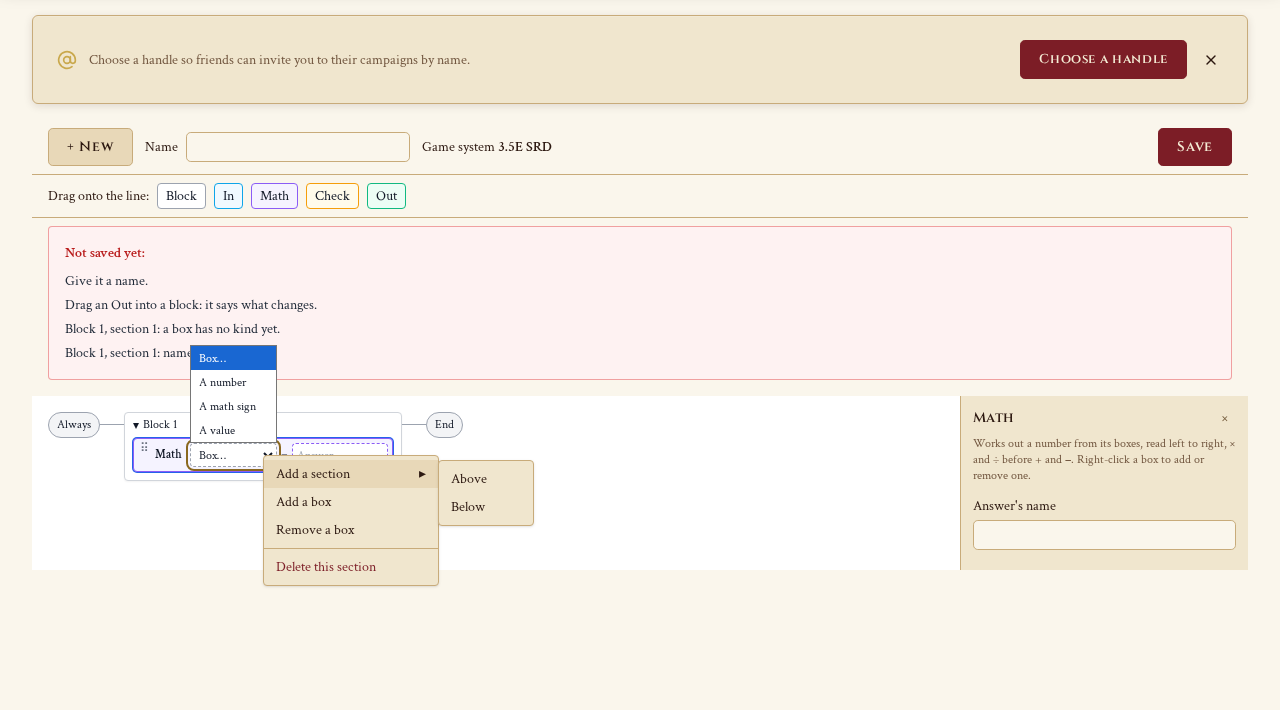 Choose a handle so friends can invite you to their campaigns by name.
Choose a handle
×
+ New
Name
Game system 3.5E SRD
Save
Drag onto the line:
Block
In
Math
Check
Out
Not saved yet:
Give it a name.
Drag an Out into a block: it says what changes.
Block 1, section 1: a box has no kind yet.
Block 1, section 1: name
Box...
A number
A math sign
A value
Always
▾ Block 1
End
Math
Box...
Add a section ▸
Add a box
Remove a box
Delete this section
Above
Below
Math
×
Works out a number from its boxes, read left to right, ×
and ÷ before + and −. Right-click a box to add or
remove one.
Answer's name